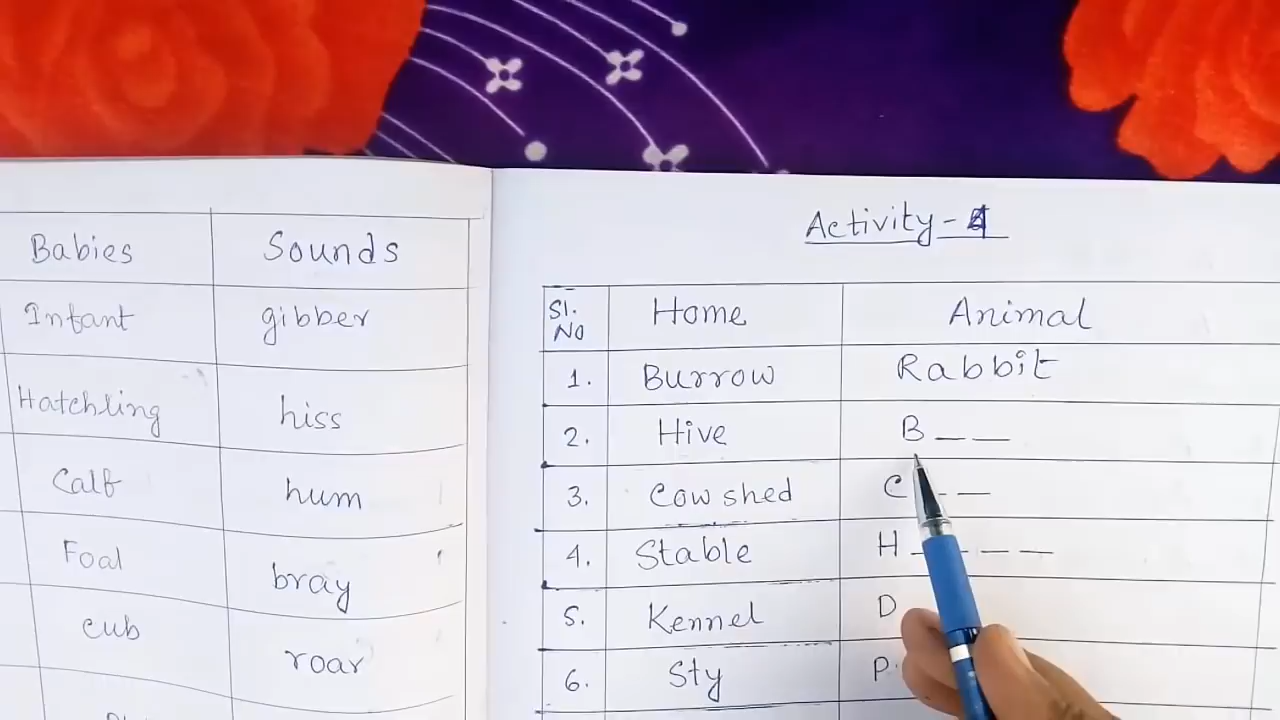 Babies Sounds
Infant gibber
Hatchling hiss
Calf hum
Foal bray
cub roar
Activity - 4
Sl. No Home Animal
1. Burrow Rabbit
2. Hive B _ _
3. Cow shed C _ _
4. Stable H _ _ _ _
5. Kennel D
6. Sty P